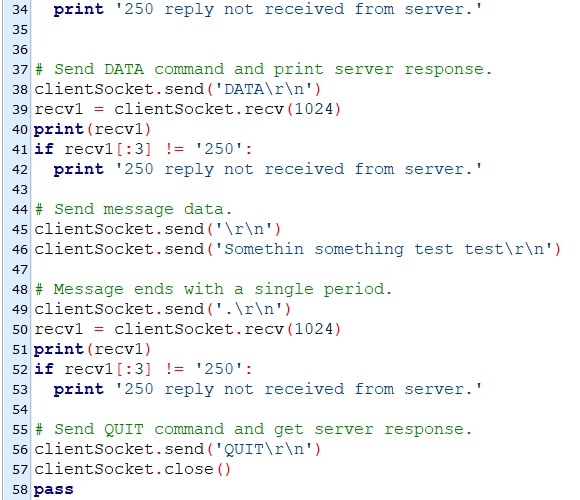 34   print '250 reply not received from server.'
35
36
37 # Send DATA command and print server response.
38 clientSocket.send('DATA\r\n')
39 recv1 = clientSocket.recv(1024)
40 print(recv1)
41 if recv1[:3] != '250':
42   print '250 reply not received from server.'
43
44 # Send message data.
45 clientSocket.send('\r\n')
46 clientSocket.send('Somethin something test test\r\n')
47
48 # Message ends with a single period.
49 clientSocket.send('.\r\n')
50 recv1 = clientSocket.recv(1024)
51 print(recv1)
52 if recv1[:3] != '250':
53   print '250 reply not received from server.'
54
55 # Send QUIT command and get server response.
56 clientSocket.send('QUIT\r\n')
57 clientSocket.close()
58 pass